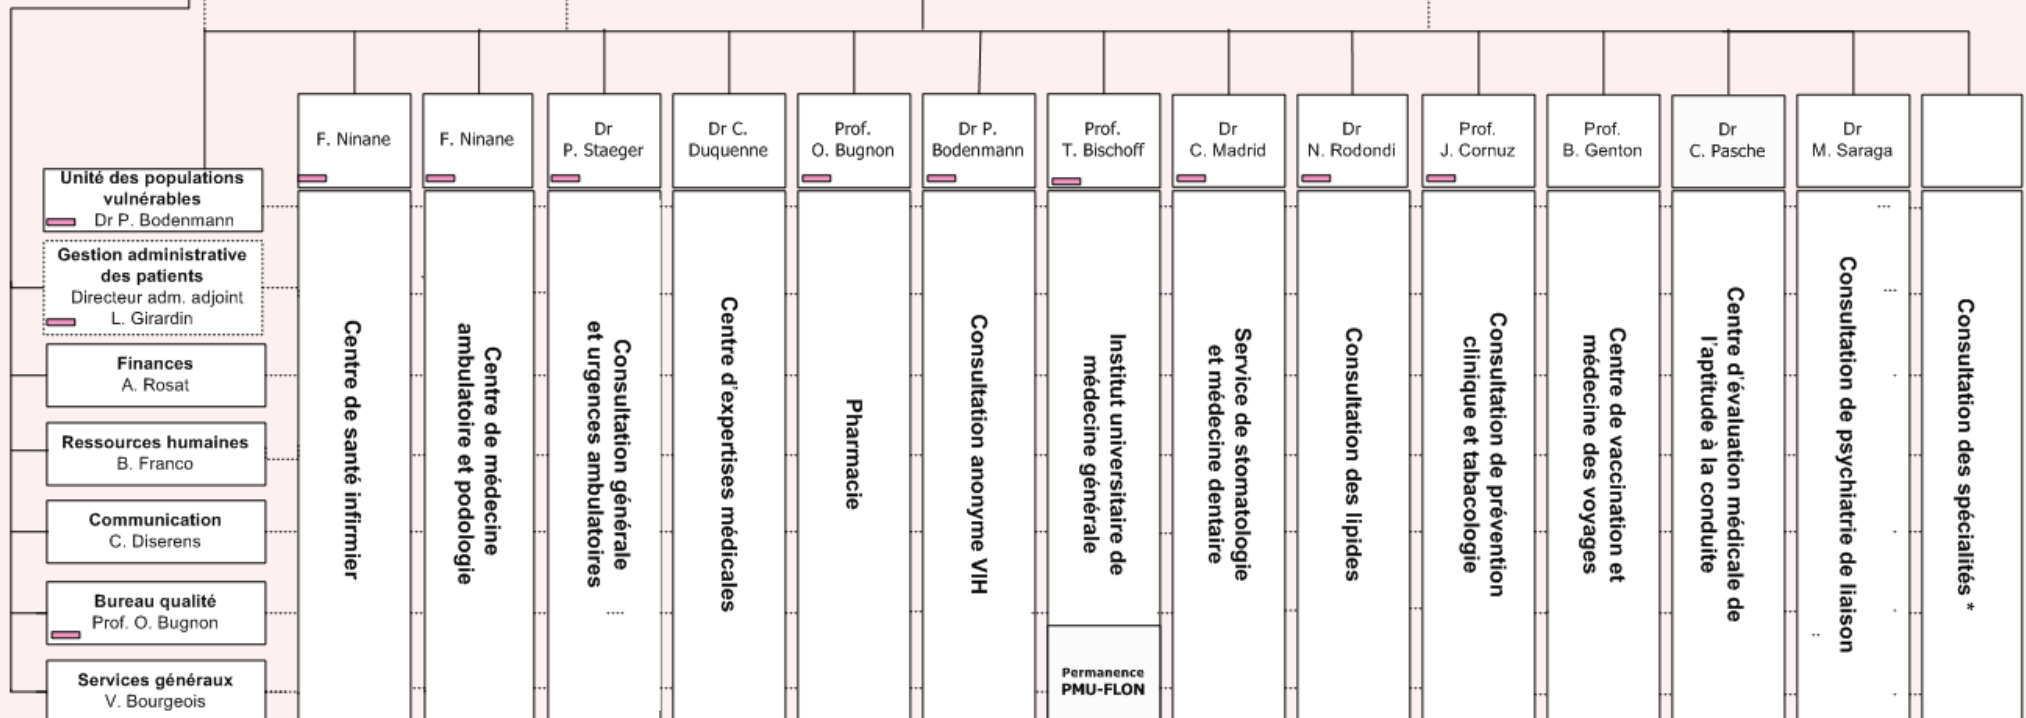 F. Ninane
F. Ninane
Dr
P. Staeger
Dr C.
Duquenne
Prof.
O. Bugnon
Dr P.
Bodenmann
Prof.
T. Bischoff
Dr
C. Madrid
Dr
N. Rodondi
Prof.
J. Cornuz
Prof.
B. Genton
Dr
C. Pasche
Dr
M. Saraga
Unité des populations
vulnérables
Dr P. Bodenmann
Gestion administrative
des patients
Directeur adm. adjoint
L. Girardin
Finances
A. Rosat
Ressources humaines
B. Franco
Communication
C. Diserens
Bureau qualité
Prof. O. Bugnon
Services généraux
V. Bourgeois
Centre de santé infirmier
Centre de médecine
ambulatoire et podologie
Consultation générale
et urgences ambulatoires
Centre d'expertises médicales
Pharmacie
Consultation anonyme VIH
Institut universitaire de
médecine générale
Permanence
PMU-FLON
Service de stomatologie
et médecine dentaire
Consultation des lipides
Consultation de prévention
clinique et tabacologie
Centre de vaccination et
médecine des voyages
Centre d'évaluation médicale de
l'aptitude à la conduite
Consultation de psychiatrie de liaison
Consultation des spécialités *